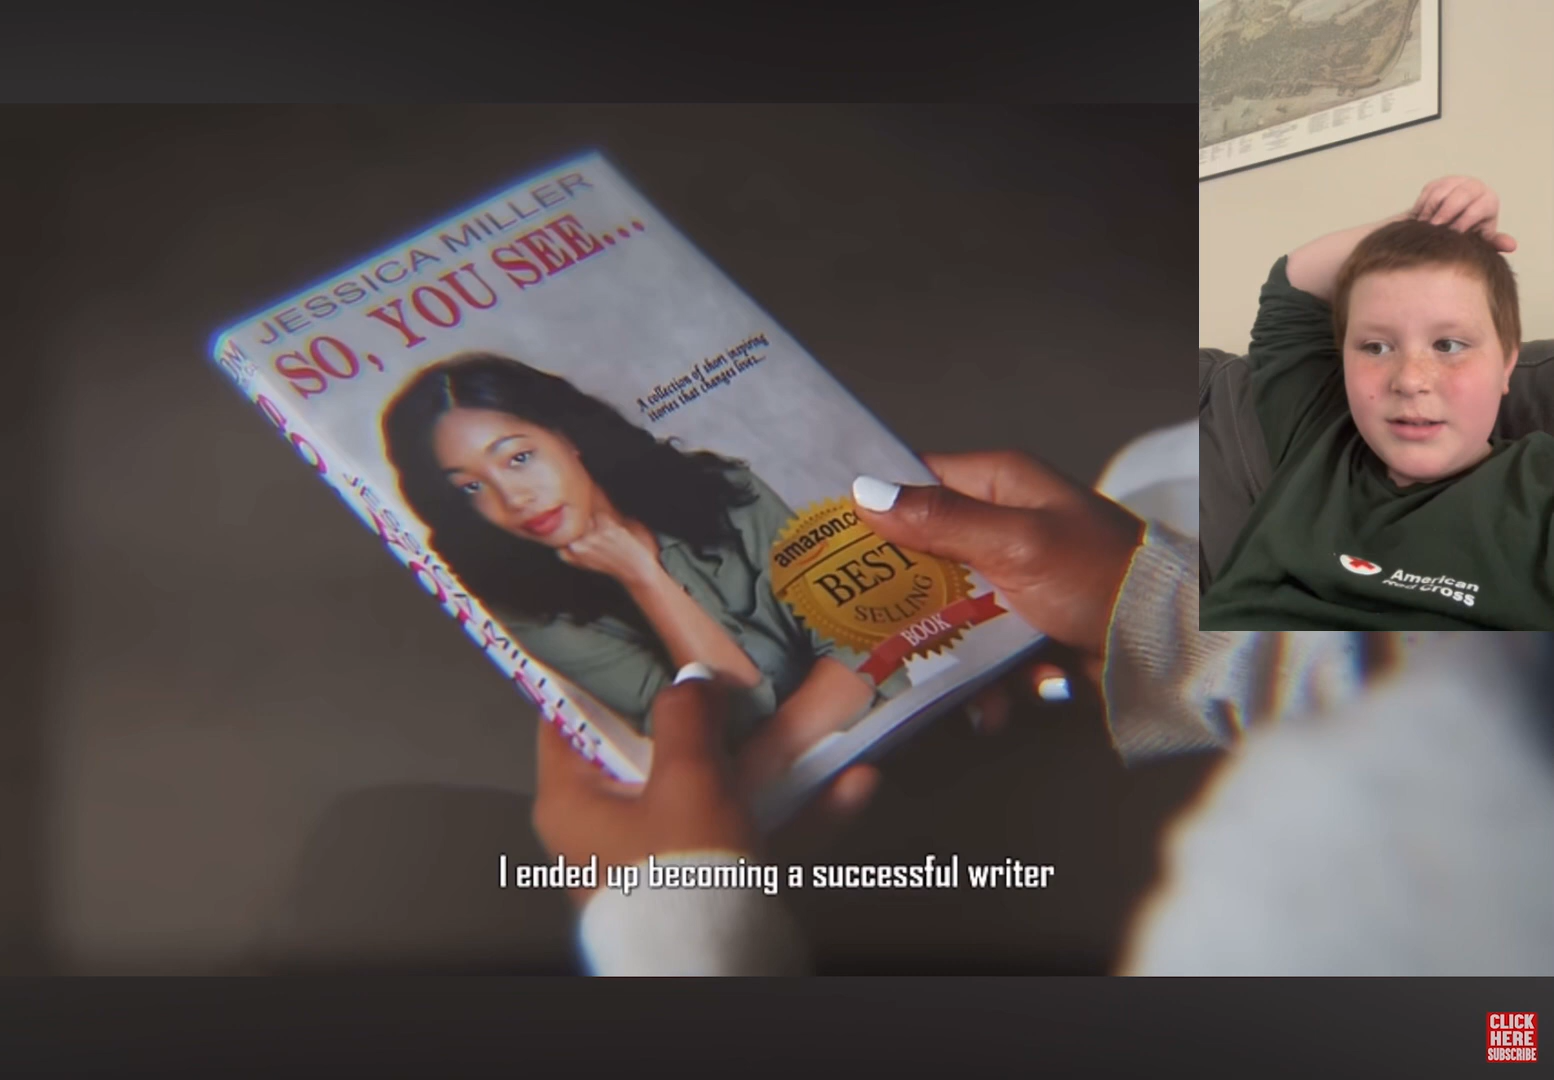 JESSICA MILLER
SO, YOU SEE...
A collection of short inspiring
stories that changes lives...
amazon.c
BEST
SELLING
BOOK
American
Red Cross
I ended up becoming a successful writer
CLICK
HERE
SUBSCRIBE